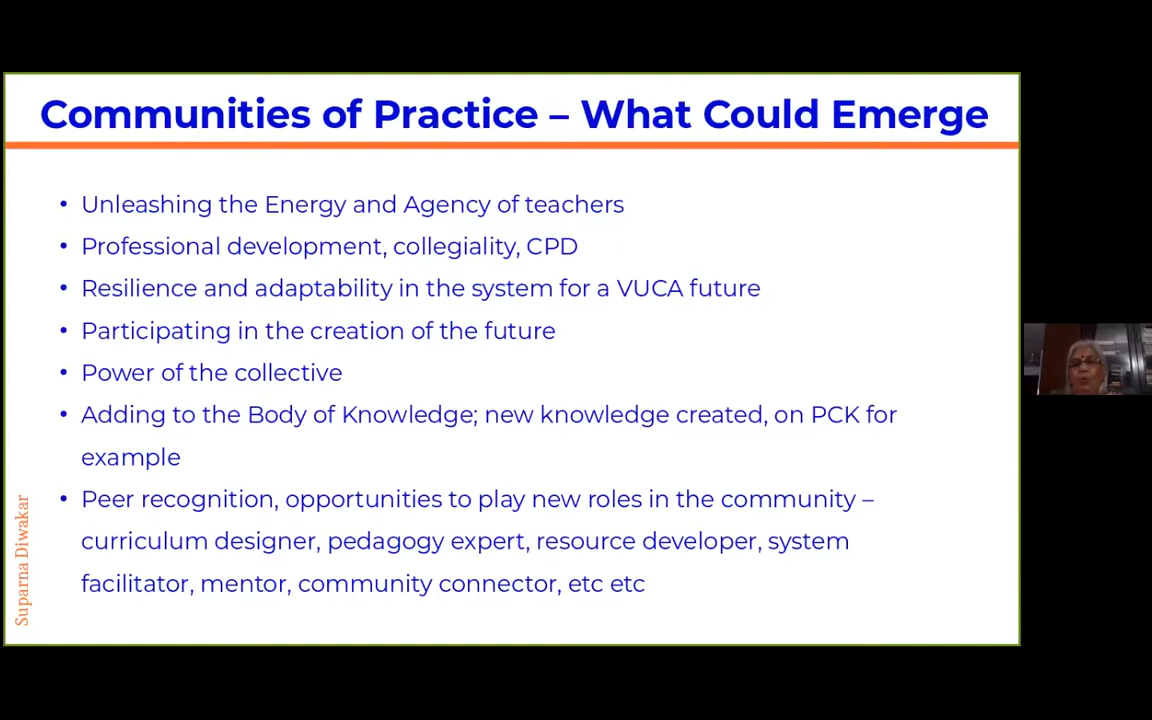 Communities of Practice – What Could Emerge
• Unleashing the Energy and Agency of teachers
• Professional development, collegiality, CPD
• Resilience and adaptability in the system for a VUCA future
• Participating in the creation of the future
• Power of the collective
• Adding to the Body of Knowledge; new knowledge created, on PCK for
example
• Peer recognition, opportunities to play new roles in the community –
curriculum designer, pedagogy expert, resource developer, system
facilitator, mentor, community connector, etc etc
Suparna Diwakar